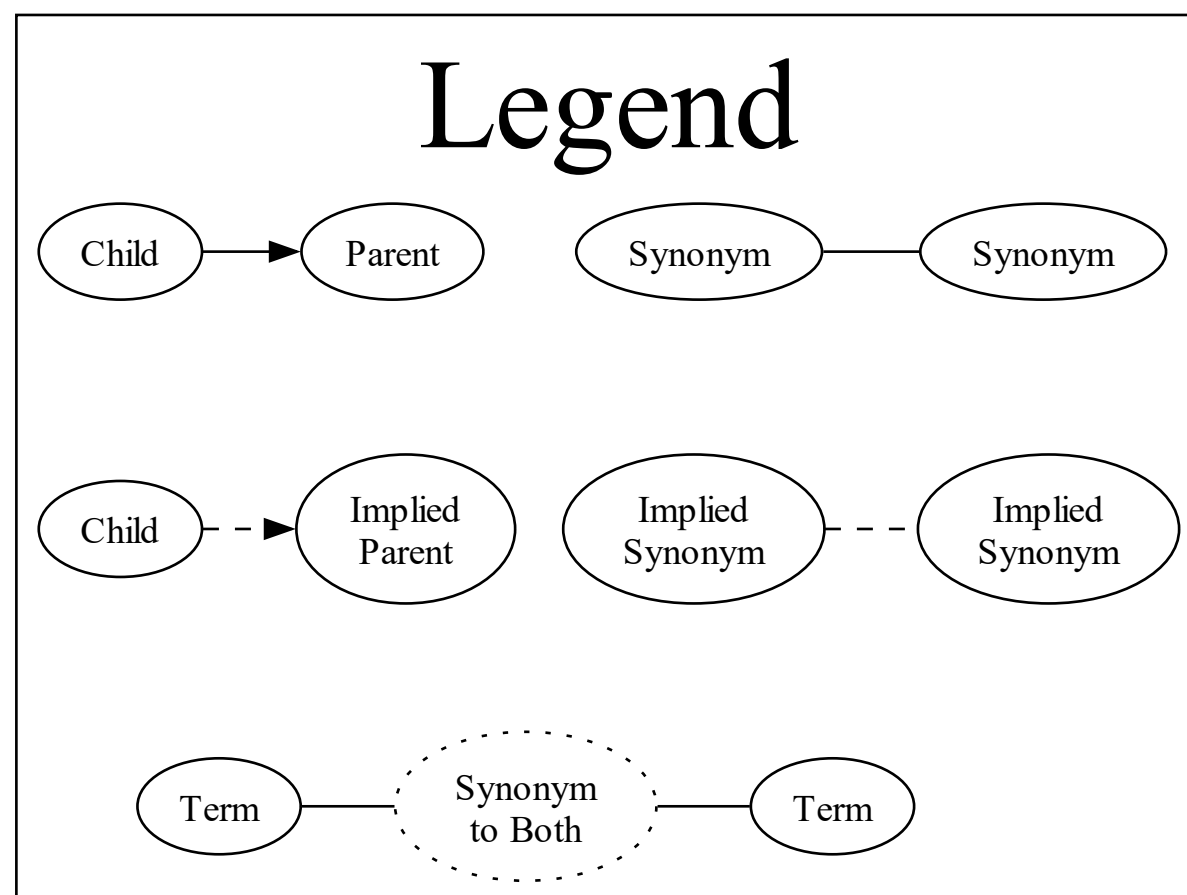 Legend
Child
Parent
Synonym
Synonym
Child
Implied
Parent
Implied
Synonym
Implied
Synonym
Term
Synonym
to Both
Term